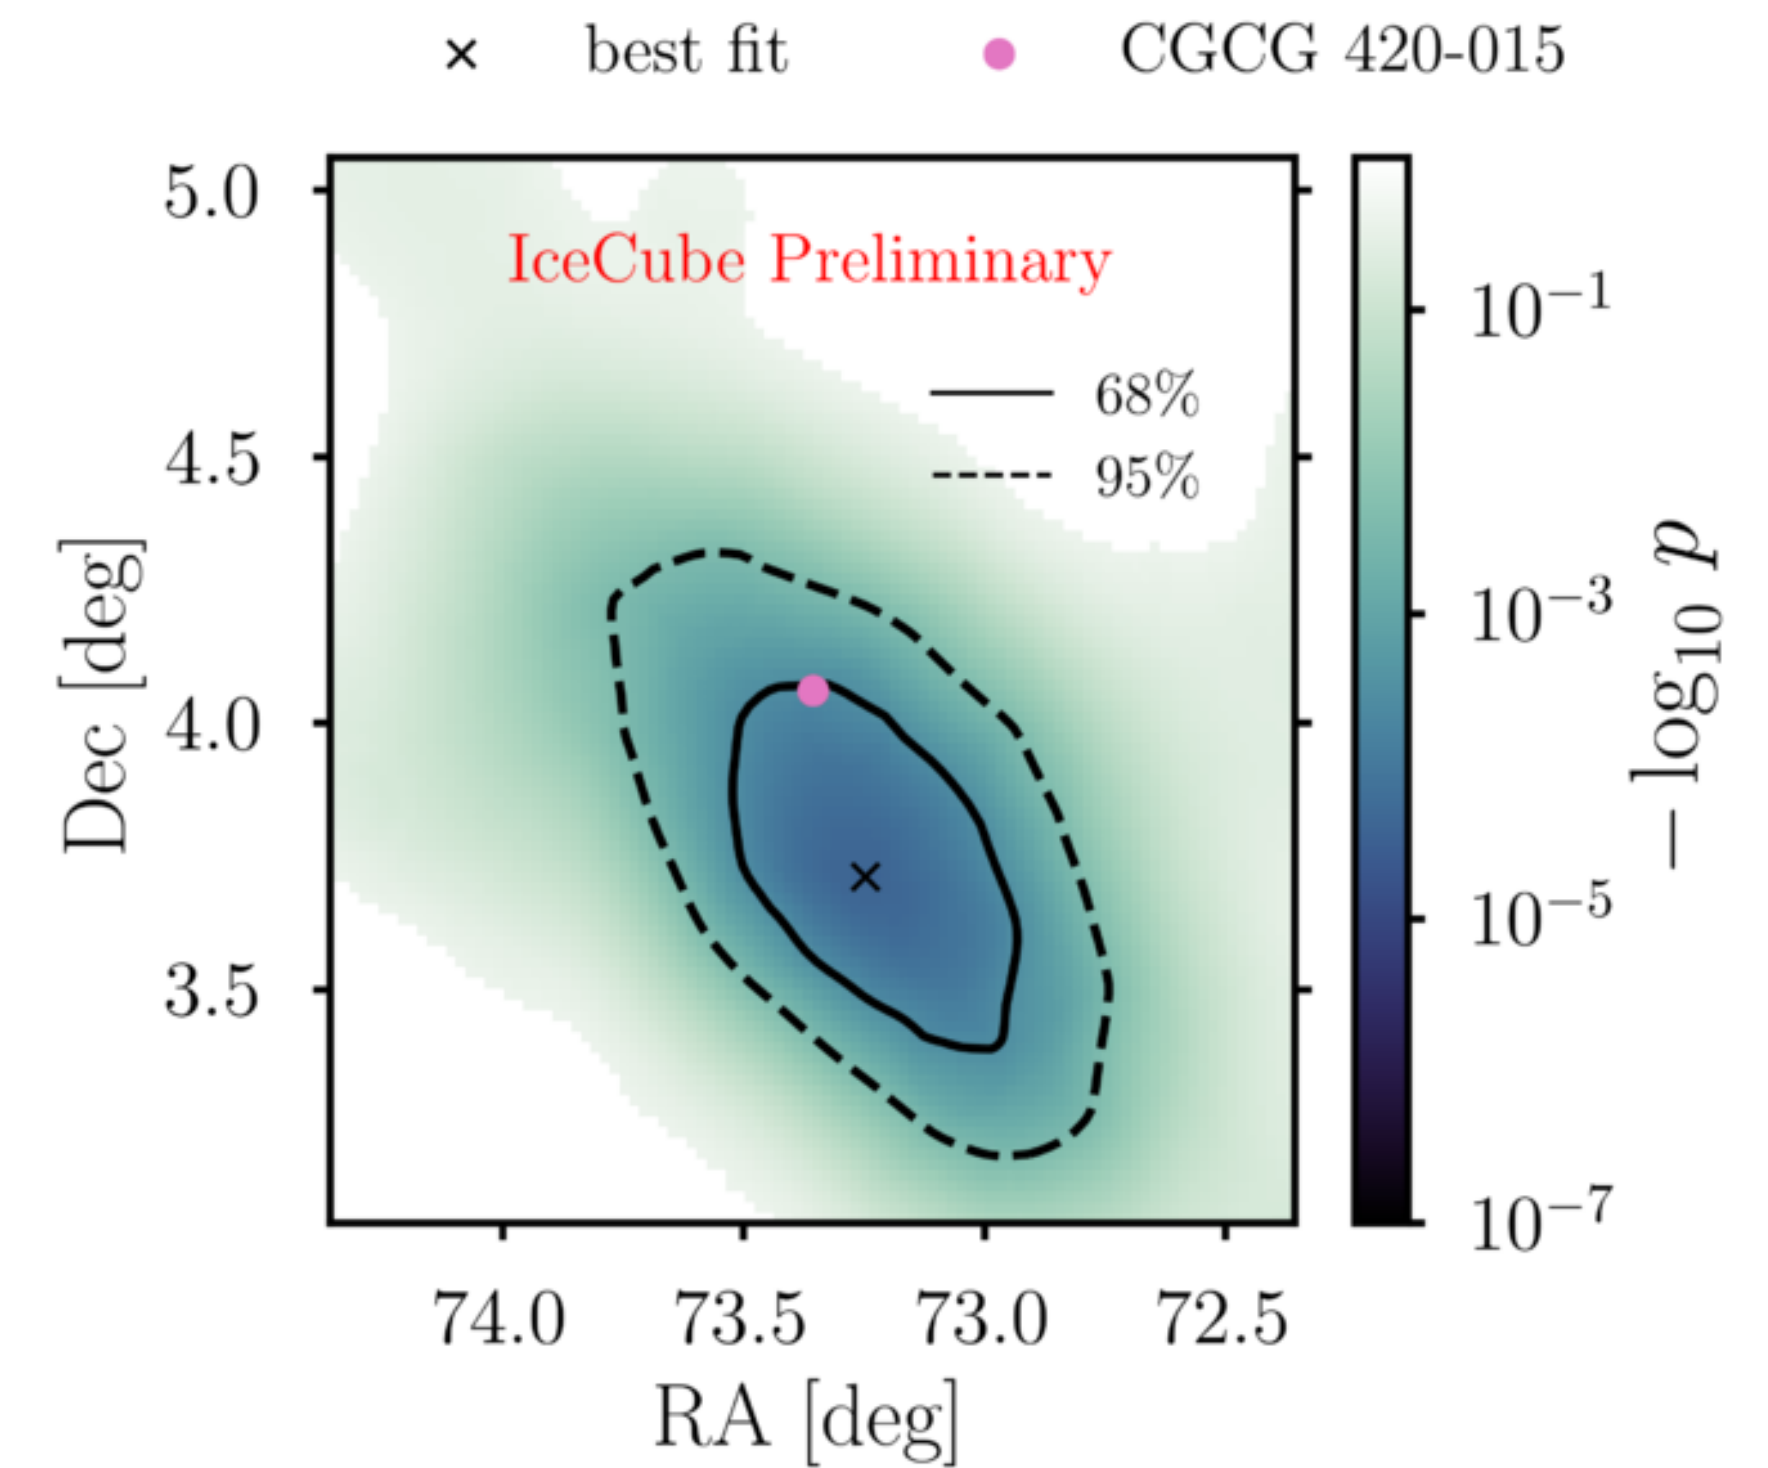 × best fit ● CGCG 420-015
IceCube Preliminary
68%
95%
5.0
4.5
4.0
3.5
Dec [deg]
74.0 73.5 73.0 72.5
RA [deg]
10⁻¹
10⁻³
10⁻⁵
10⁻⁷
− log₁₀ p